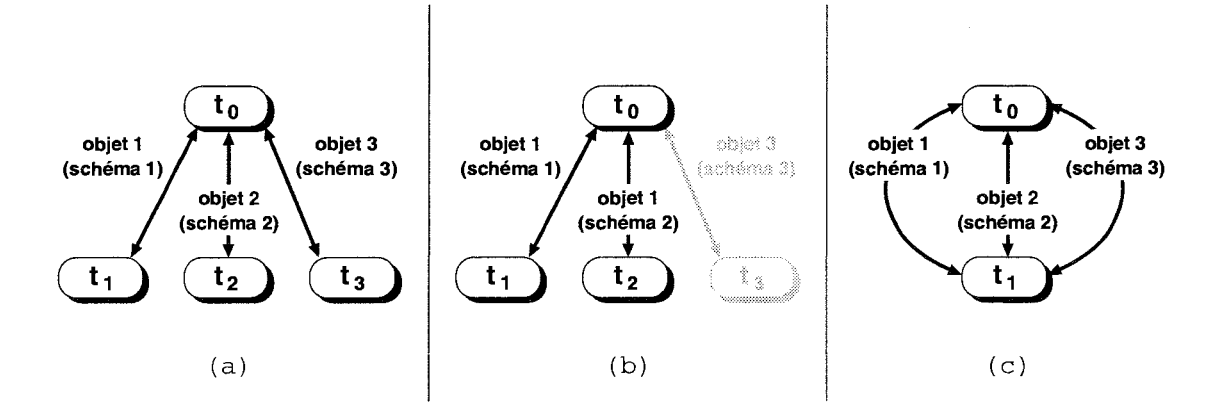 t0
objet 1
(schéma 1)
objet 3
(schéma 3)
objet 2
(schéma 2)
t1
t2
t3
(a)
t0
objet 1
(schéma 1)
objet 3
(schéma 3)
objet 1
(schéma 2)
t1
t2
t3
(b)
t0
objet 1
(schéma 1)
objet 3
(schéma 3)
objet 2
(schéma 2)
t1
(c)